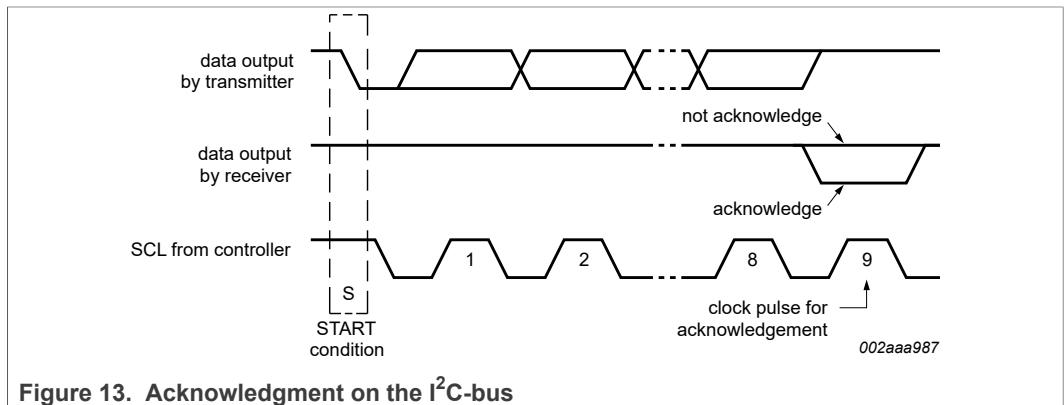 data output
by transmitter
not acknowledge
data output
by receiver
acknowledge
SCL from controller
1
2
8
9
S
START
condition
clock pulse for
acknowledgement
002aaa987
Figure 13. Acknowledgment on the I²C-bus